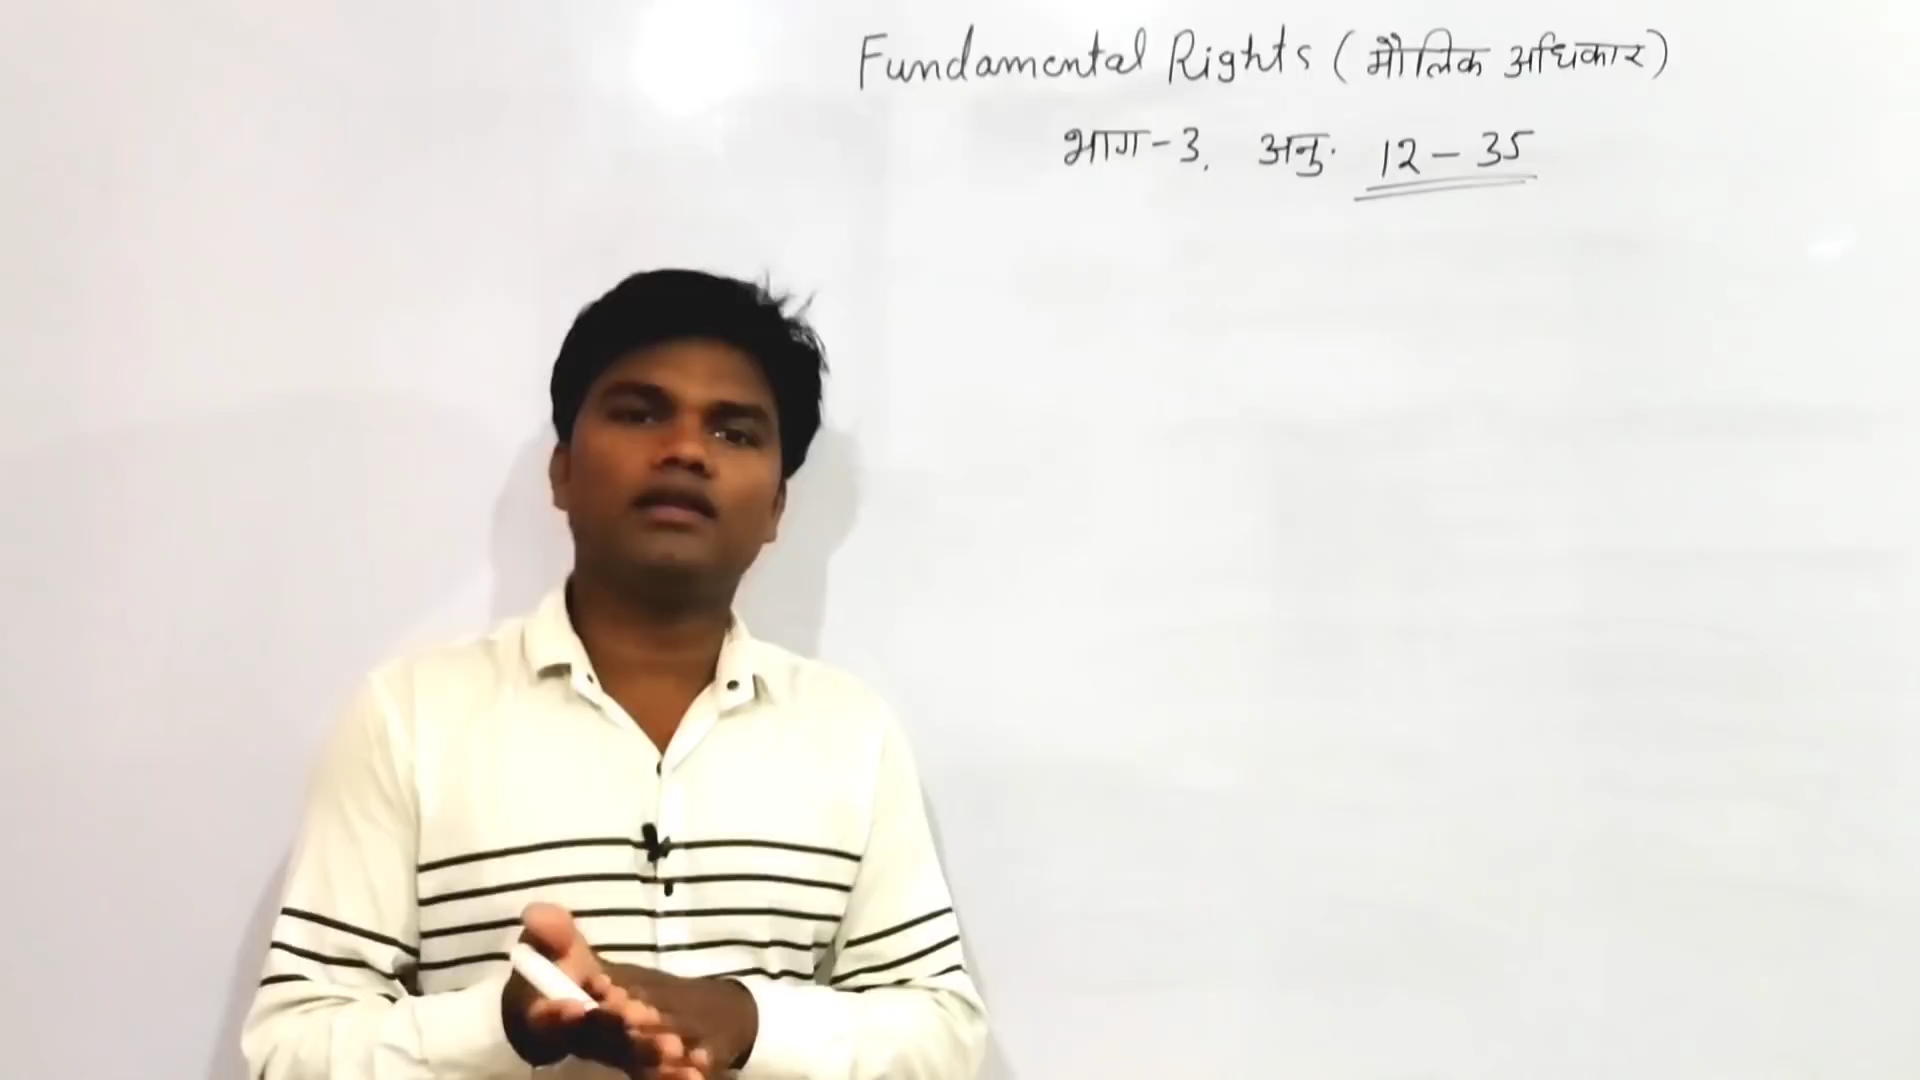 Fundamental Rights (मौलिक अधिकार)
भाग-3. अनु. 12-35